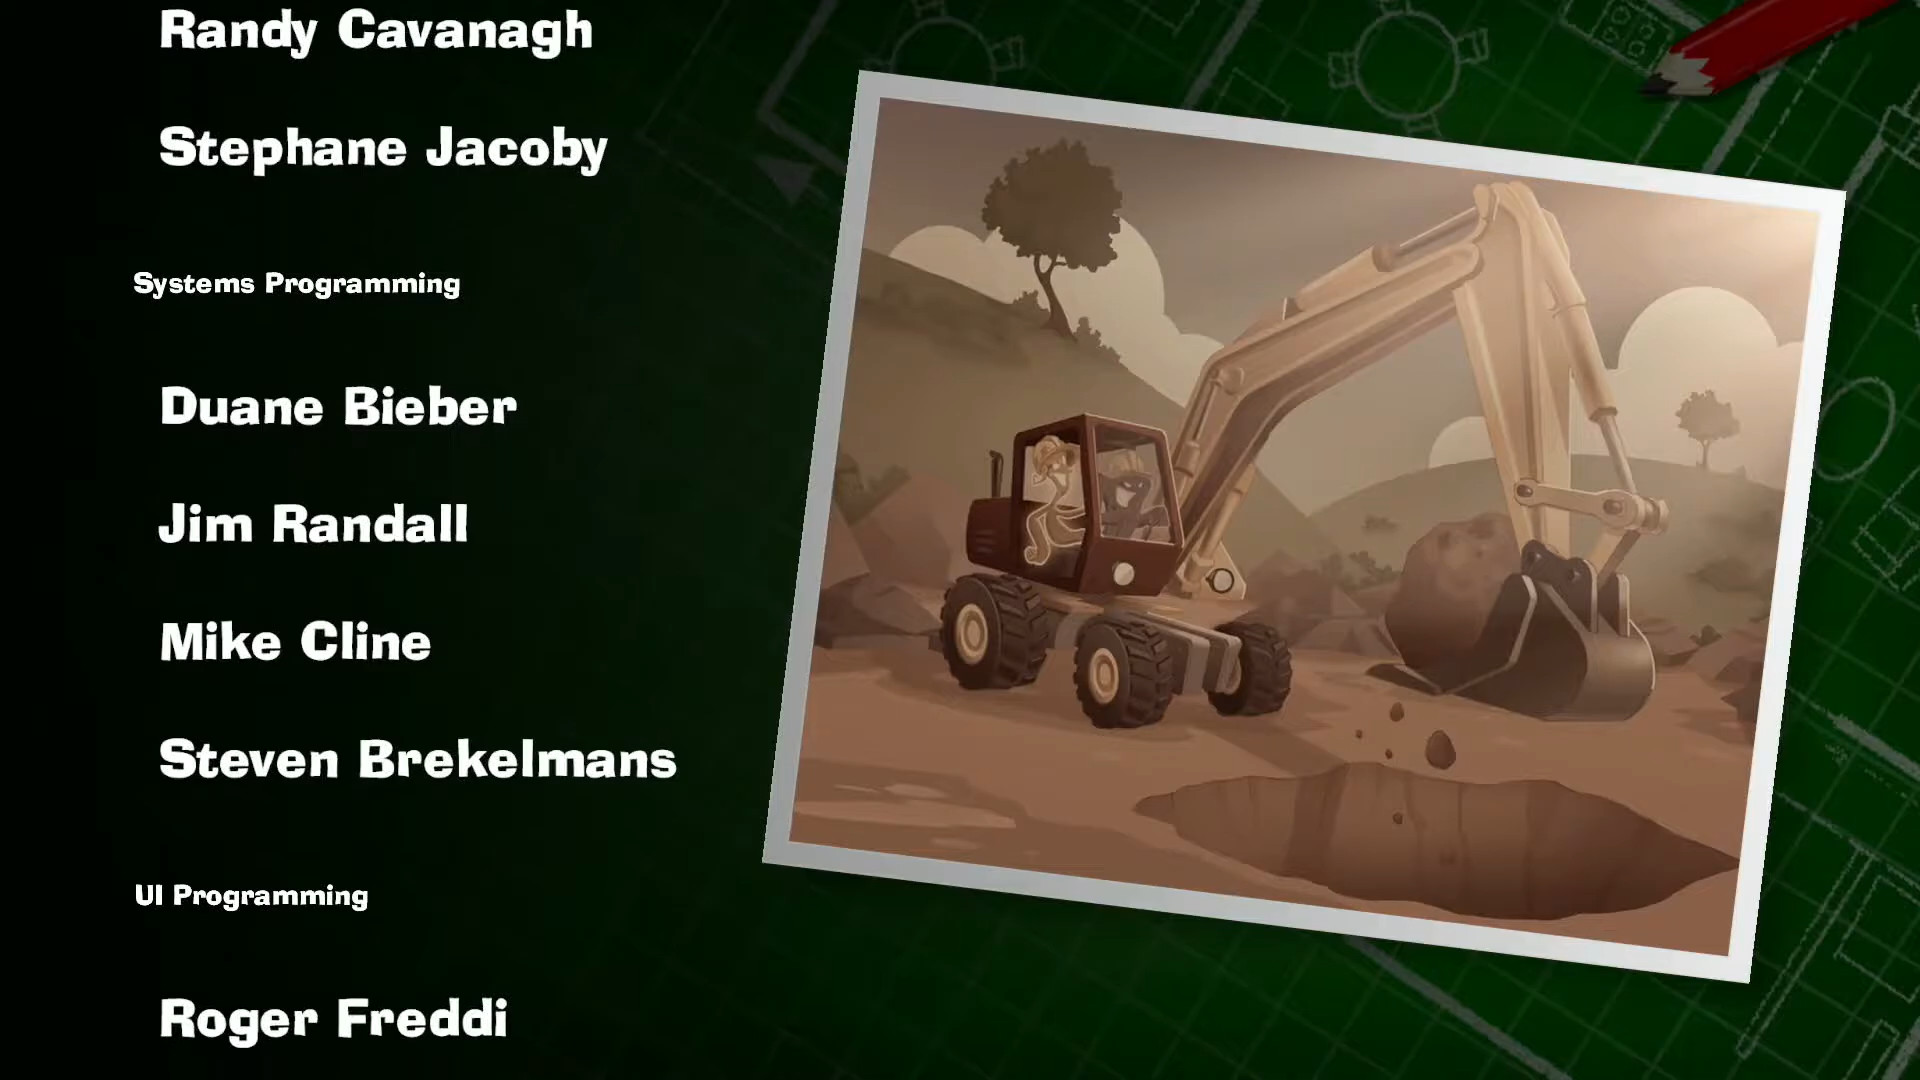 Randy Cavanagh
Stephane Jacoby
Systems Programming
Duane Bieber
Jim Randall
Mike Cline
Steven Brekelmans
UI Programming
Roger Freddi